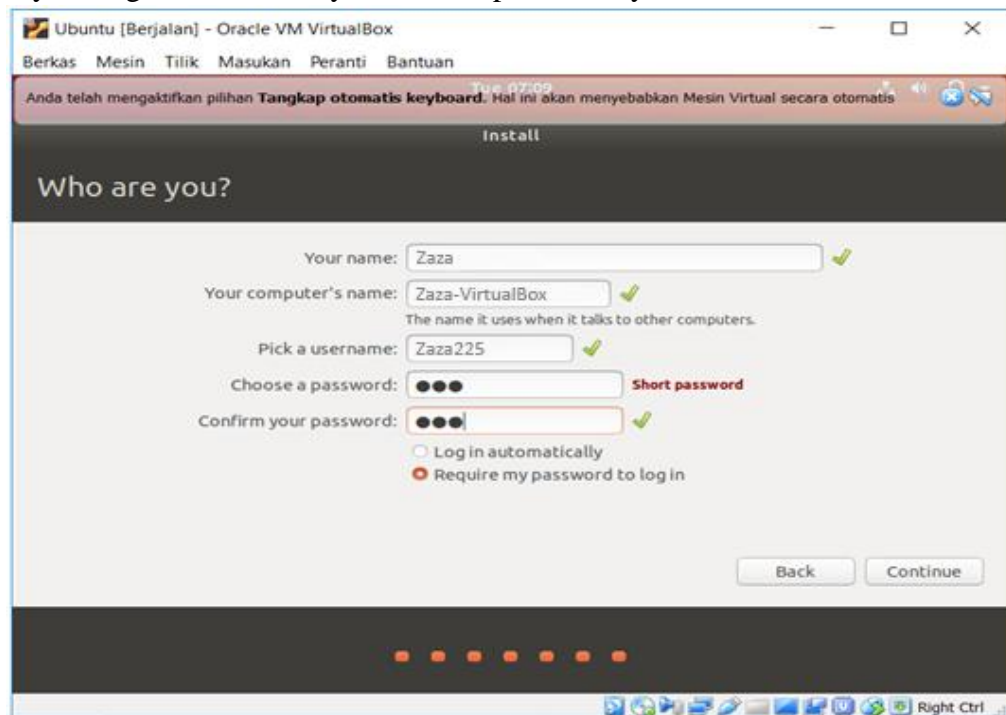 Ubuntu [Berjalan] - Oracle VM VirtualBox
Berkas Mesin Tilik Masukan Peranti Bantuan
Tue 07:09
Anda telah mengaktifkan pilihan Tangkap otomatis keyboard. Hal ini akan menyebabkan Mesin Virtual secara otomatis
Install
Who are you?
Your name: Zaza
Your computer's name: Zaza-VirtualBox
The name it uses when it talks to other computers.
Pick a username: Zaza225
Choose a password: ●●● Short password
Confirm your password: ●●●
Log in automatically
Require my password to log in
Back Continue
Right Ctrl